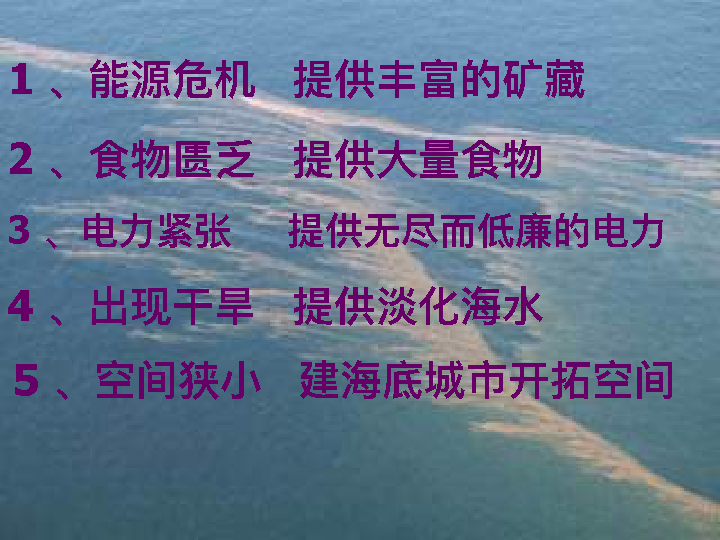 1 、能源危机 提供丰富的矿藏
2 、食物匮乏 提供大量食物
3 、电力紧张 提供无尽而低廉的电力
4 、出现干旱 提供淡化海水
5 、空间狭小 建海底城市开拓空间